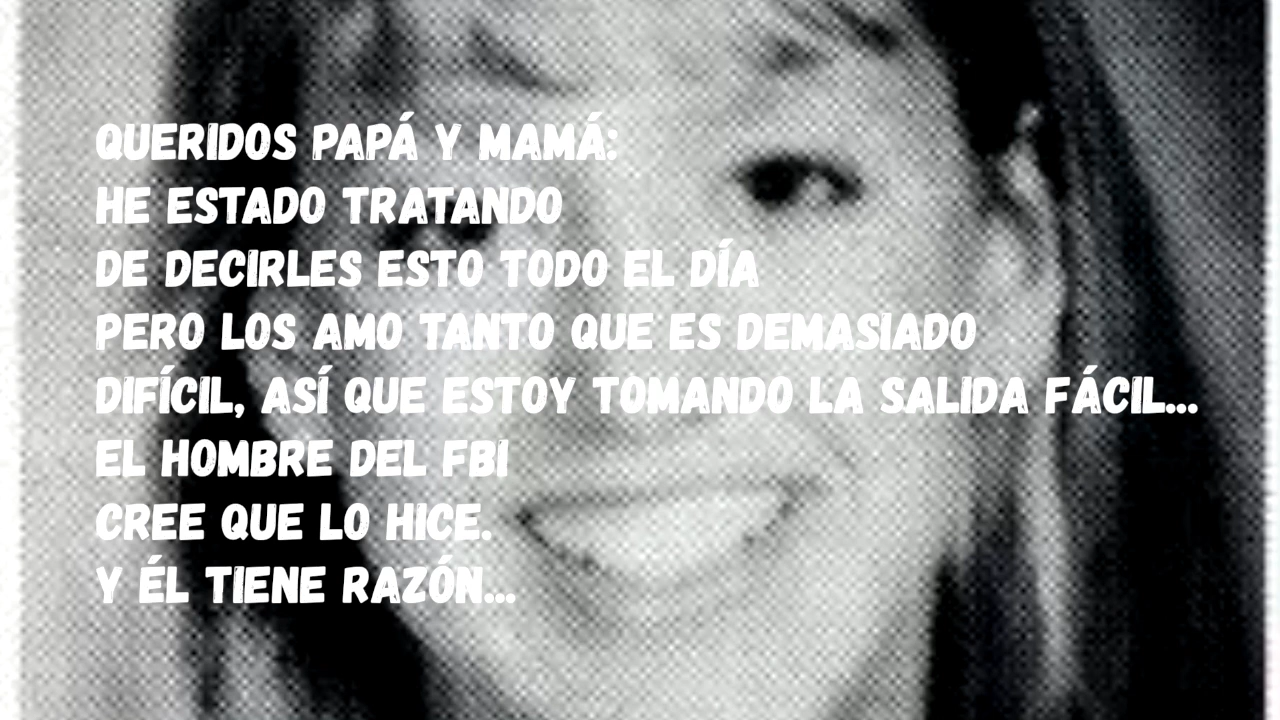 QUERIDOS PAPÁ Y MAMÁ:
HE ESTADO TRATANDO
DE DECIRLES ESTO TODO EL DÍA
PERO LOS AMO TANTO QUE ES DEMASIADO
DIFÍCIL, ASÍ QUE ESTOY TOMANDO LA SALIDA FÁCIL...
EL HOMBRE DEL FBI
CREE QUE LO HICE.
Y ÉL TIENE RAZÓN...